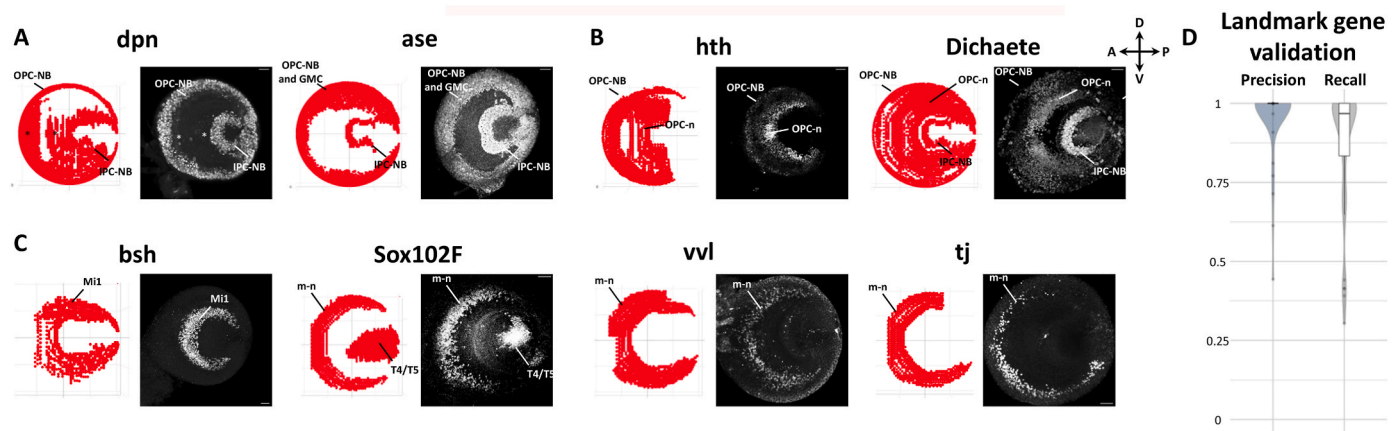 A
dpn
OPC-NB
IPC-NB
OPC-NB
*
IPC-NB
ase
OPC-NB
and GMC
IPC-NB
OPC-NB
and GMC
IPC-NB
B
hth
OPC-NB
OPC-n
OPC-NB
OPC-n
Dichaete
OPC-NB
OPC-n
IPC-NB
OPC-NB
OPC-n
IPC-NB
D
A
P
V
C
bsh
Mi1
Mi1
Sox102F
m-n
T4/T5
m-n
T4/T5
vvl
m-n
m-n
tj
m-n
m-n
D
Landmark gene
validation
Precision
Recall
1
0.75
0.5
0.25
0